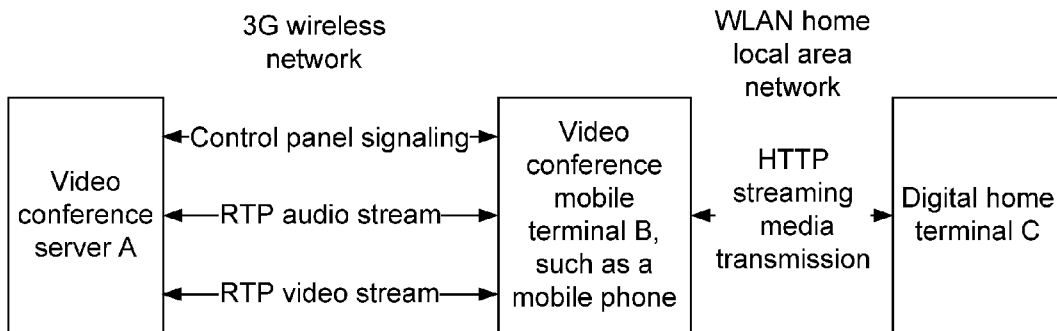 3G wireless
network
WLAN home
local area
network
Video
conference
server A
Control panel signaling
RTP audio stream
RTP video stream
Video
conference
mobile
terminal B,
such as a
mobile phone
HTTP
streaming
media
transmission
Digital home
terminal C